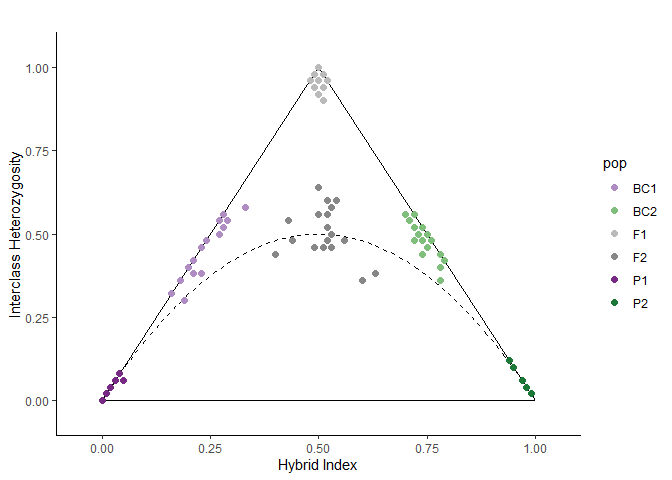 1.00
0.75
0.50
0.25
0.00
Interclass Heterozygosity
0.00 0.25 0.50 0.75 1.00
Hybrid Index
pop
BC1
BC2
F1
F2
P1
P2